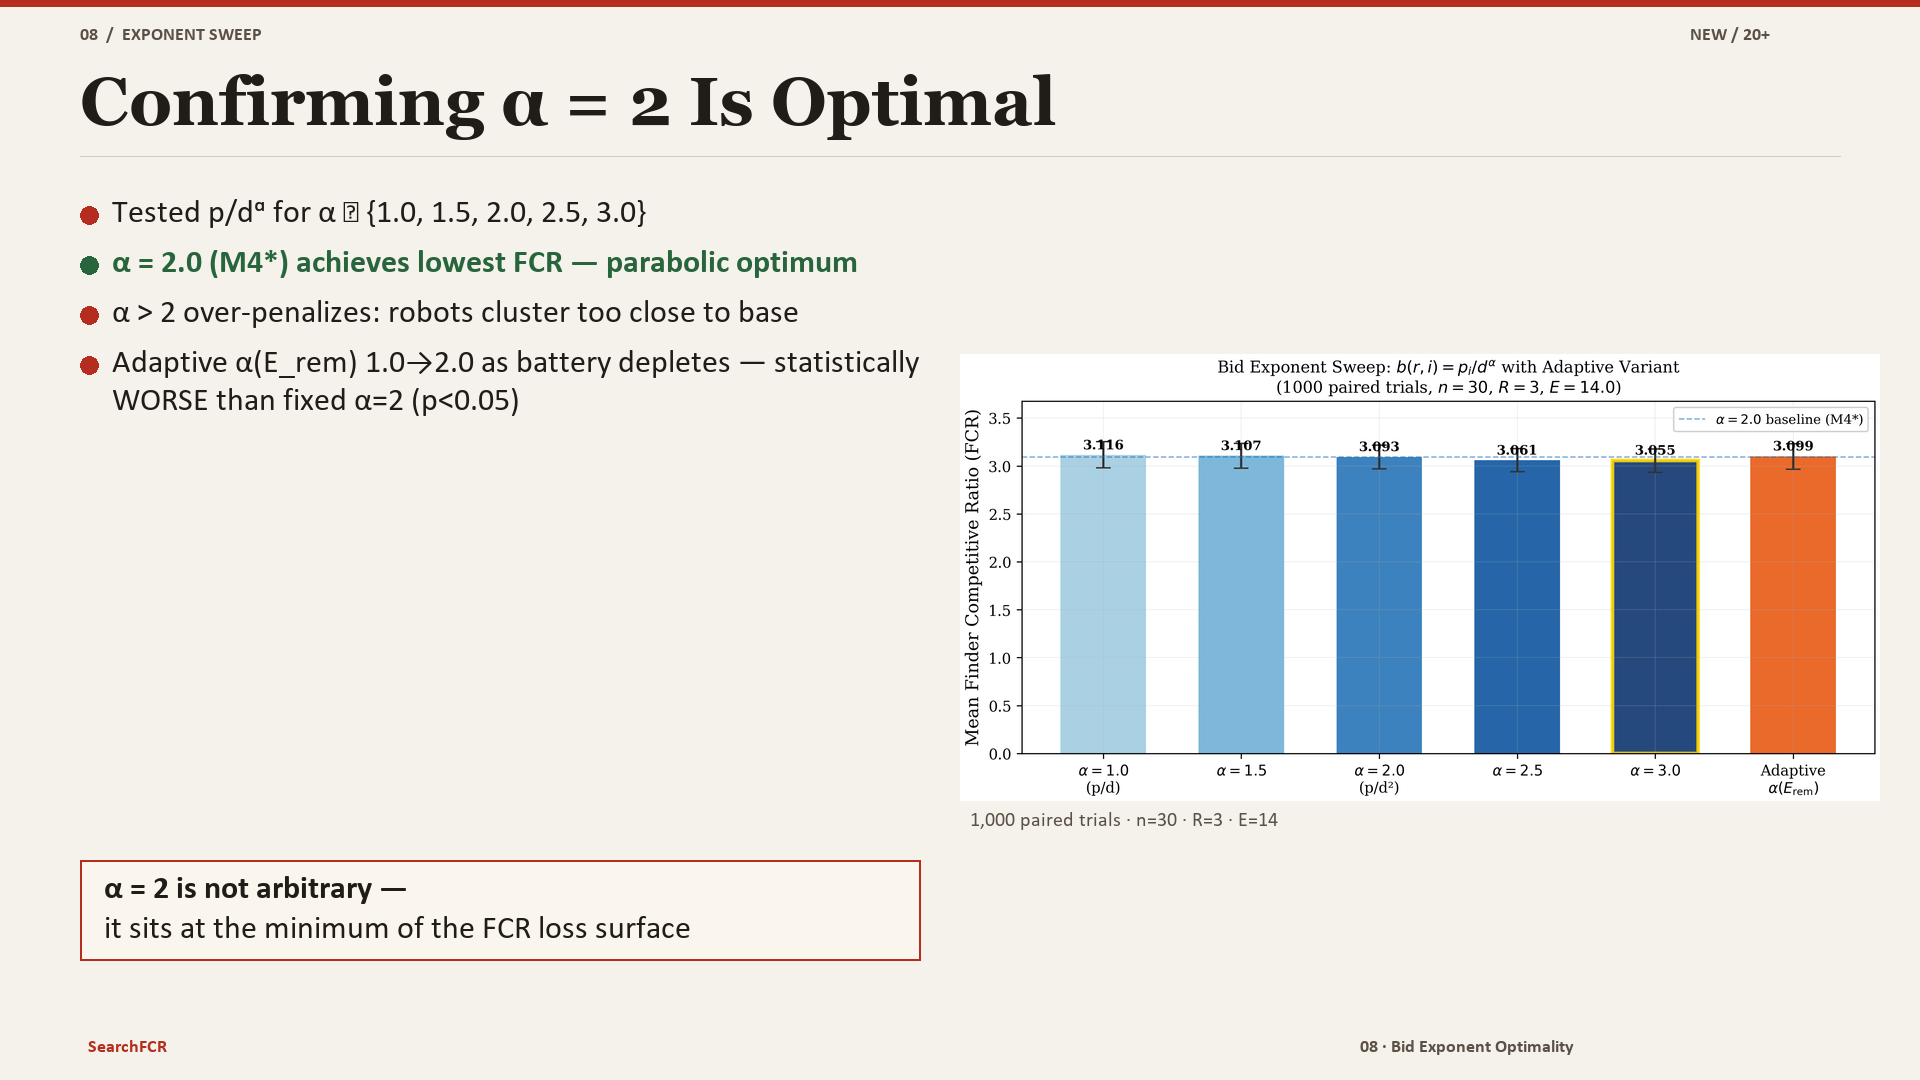 08 / EXPONENT SWEEP
NEW / 20+
Confirming α = 2 Is Optimal
Tested p/dᵅ for α {1.0, 1.5, 2.0, 2.5, 3.0}
α = 2.0 (M4*) achieves lowest FCR — parabolic optimum
α > 2 over-penalizes: robots cluster too close to base
Adaptive α(E_rem) 1.0→2.0 as battery depletes — statistically
WORSE than fixed α=2 (p<0.05)
α = 2 is not arbitrary —
it sits at the minimum of the FCR loss surface
Bid Exponent Sweep: b(r, i) = pᵢ/dᵅ with Adaptive Variant
(1000 paired trials, n = 30, R = 3, E = 14.0)
Mean Finder Competitive Ratio (FCR)
3.5
3.0
2.5
2.0
1.5
1.0
0.5
0.0
α = 2.0 baseline (M4*)
3.116
3.107
3.093
3.061
3.055
3.099
α = 1.0
(p/d)
α = 1.5
α = 2.0
(p/d²)
α = 2.5
α = 3.0
Adaptive
α(E_rem)
1,000 paired trials · n=30 · R=3 · E=14
SearchFCR
08 · Bid Exponent Optimality